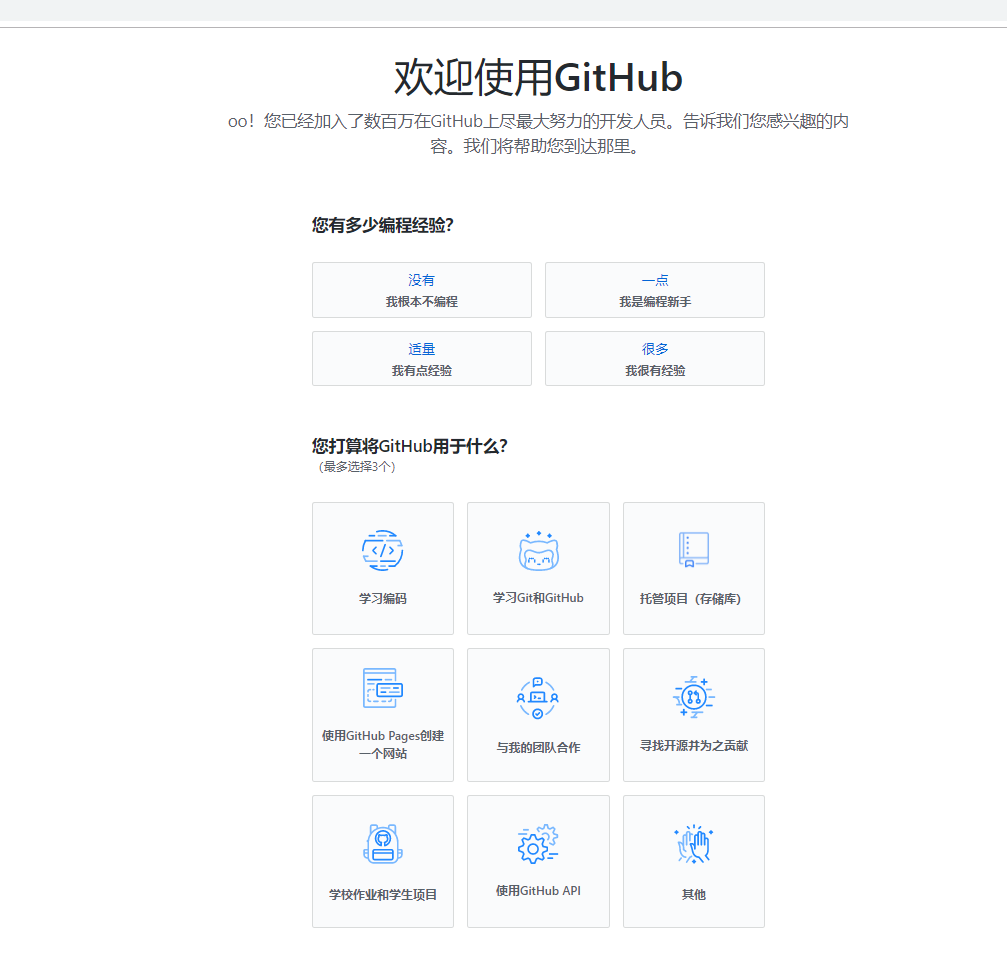 欢迎使用GitHub
oo！您已经加入了数百万在GitHub上尽最大努力的开发人员。告诉我们您感兴趣的内
容。我们将帮助您到达那里。
您有多少编程经验？
没有
我根本不编程
一点
我是编程新手
适量
我有点经验
很多
我很有经验
您打算将GitHub用于什么？
（最多选择3个）
学习编码
学习Git和GitHub
托管项目（存储库）
使用GitHub Pages创建
一个网站
与我的团队合作
寻找开源并为之贡献
学校作业和学生项目
使用GitHub API
其他